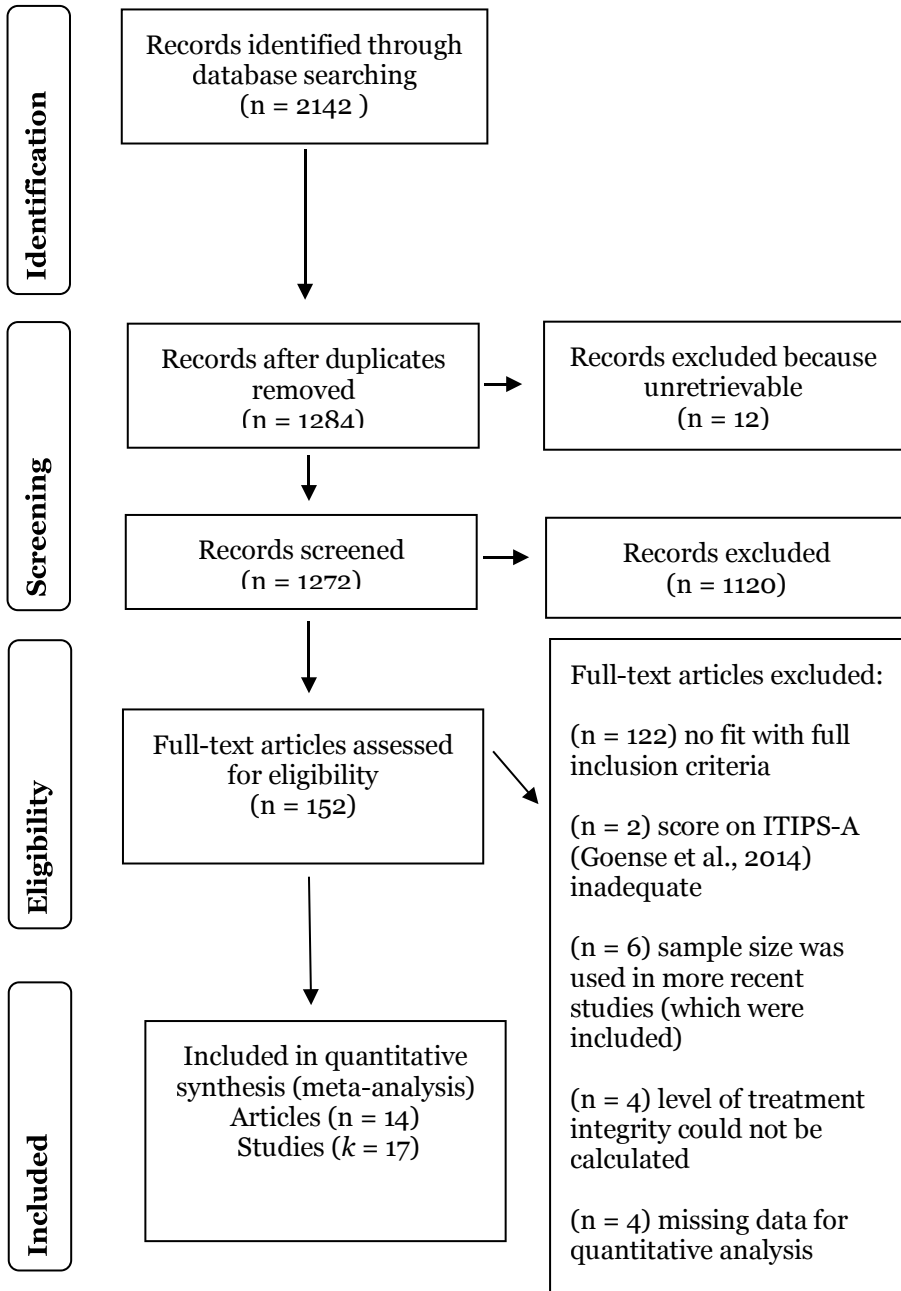 Identification
Records identified through
database searching
(n = 2142 )
Screening
Records after duplicates
removed
(n = 1284)
Records excluded because
unretrievable
(n = 12)
Records screened
(n = 1272)
Records excluded
(n = 1120)
Eligibility
Full-text articles assessed
for eligibility
(n = 152)
Full-text articles excluded:
(n = 122) no fit with full
inclusion criteria
(n = 2) score on ITIPS-A
(Goense et al., 2014)
inadequate
(n = 6) sample size was
used in more recent
studies (which were
included)
(n = 4) level of treatment
integrity could not be
calculated
(n = 4) missing data for
quantitative analysis
Included
Included in quantitative
synthesis (meta-analysis)
Articles (n = 14)
Studies (k = 17)